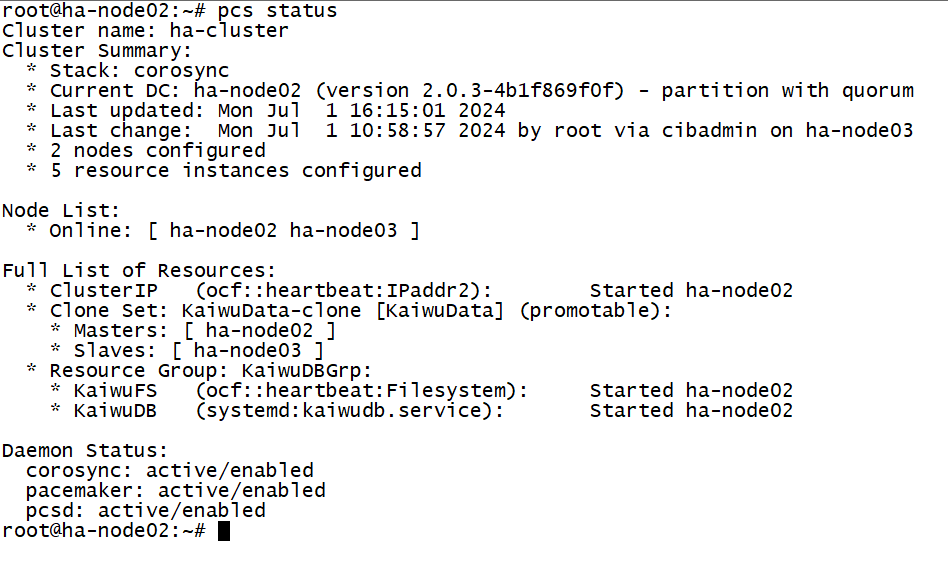 root@ha-node02:~# pcs status
Cluster name: ha-cluster
Cluster Summary:
  * Stack: corosync
  * Current DC: ha-node02 (version 2.0.3-4b1f869f0f) - partition with quorum
  * Last updated: Mon Jul  1 16:15:01 2024
  * Last change:  Mon Jul  1 10:58:57 2024 by root via cibadmin on ha-node03
  * 2 nodes configured
  * 5 resource instances configured

Node List:
  * Online: [ ha-node02 ha-node03 ]

Full List of Resources:
  * ClusterIP   (ocf::heartbeat:IPaddr2):        Started ha-node02
  * Clone Set: KaiwuData-clone [KaiwuData] (promotable):
    * Masters: [ ha-node02 ]
    * Slaves: [ ha-node03 ]
  * Resource Group: KaiwuDBGrp:
    * KaiwuFS   (ocf::heartbeat:Filesystem):     Started ha-node02
    * KaiwuDB   (systemd:kaiwudb.service):       Started ha-node02

Daemon Status:
  corosync: active/enabled
  pacemaker: active/enabled
  pcsd: active/enabled
root@ha-node02:~#